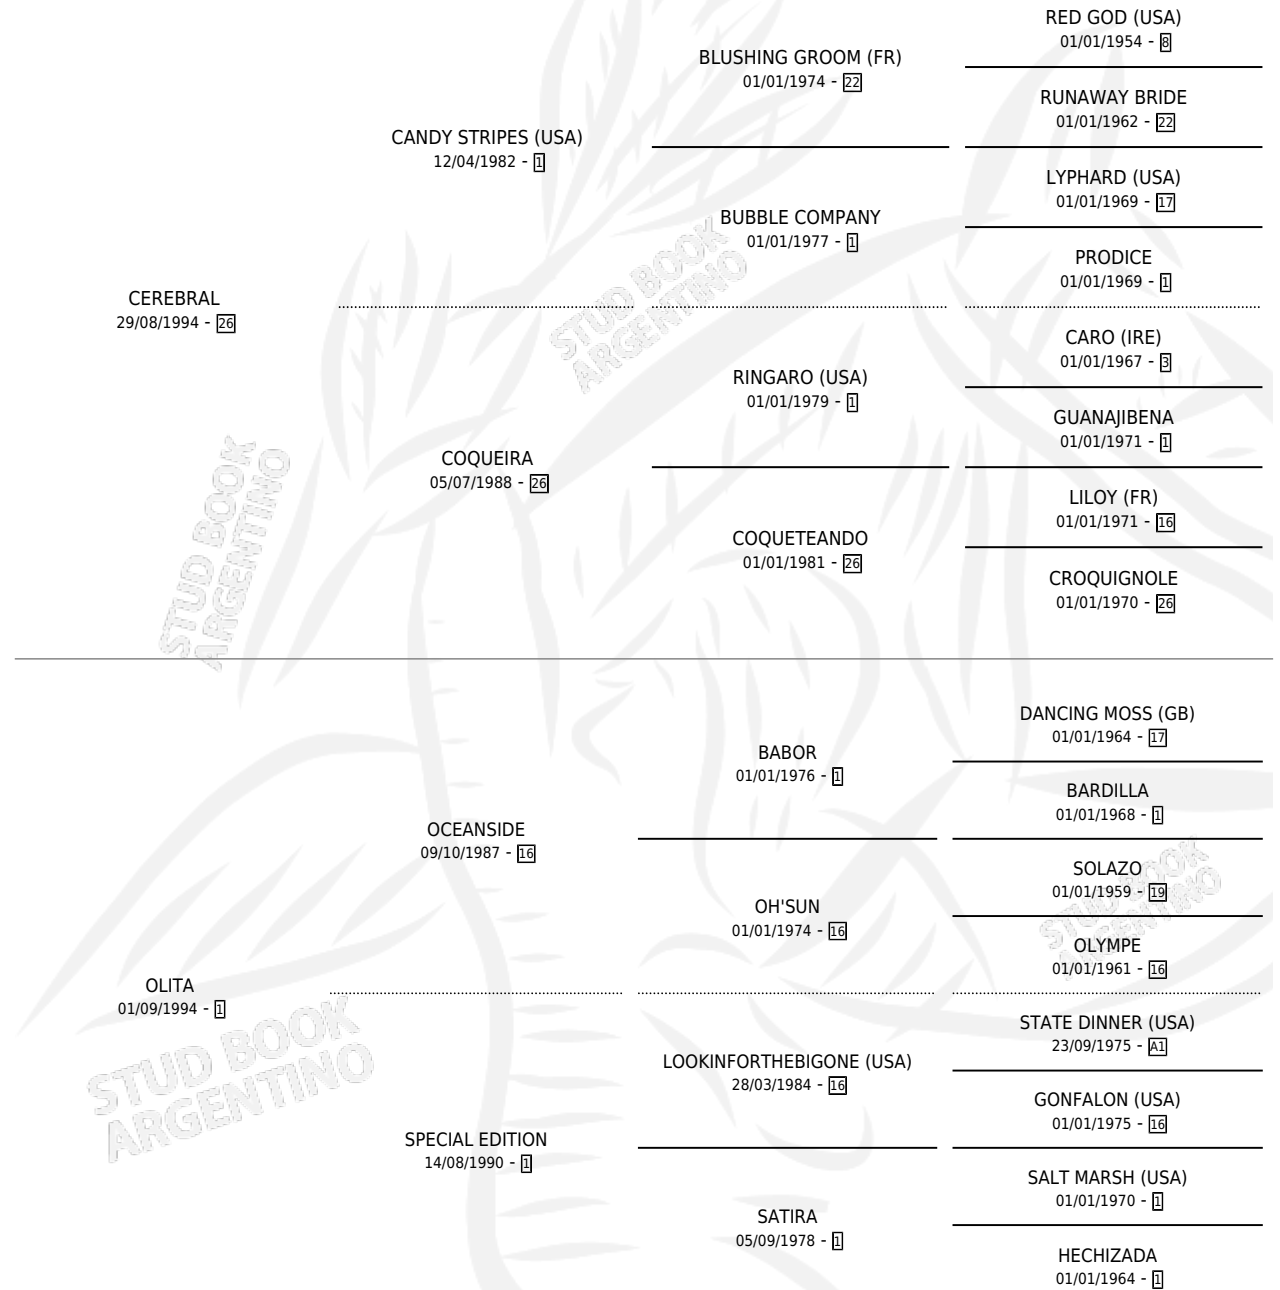 RED GOD (USA)
01/01/1954 - 8
BLUSHING GROOM (FR)
01/01/1974 - 22
RUNAWAY BRIDE
01/01/1962 - 22
CANDY STRIPES (USA)
12/04/1982 - 1
LYPHARD (USA)
01/01/1969 - 17
BUBBLE COMPANY
01/01/1977 - 1
PRODICE
01/01/1969 - 1
CEREBRAL
29/08/1994 - 26
STUD BOOK
ARGENTINO
CARO (IRE)
01/01/1967 - 3
RINGARO (USA)
01/01/1979 - 1
GUANAJIBENA
01/01/1971 - 1
COQUEIRA
05/07/1988 - 26
LILOY (FR)
01/01/1971 - 16
COQUETEANDO
01/01/1981 - 26
CROQUIGNOLE
01/01/1970 - 26
STUD BOOK
ARGENTINO
DANCING MOSS (GB)
01/01/1964 - 17
BABOR
01/01/1976 - 1
BARDILLA
01/01/1968 - 1
OCEANSIDE
09/10/1987 - 16
SOLAZO
01/01/1959 - 19
OH'SUN
01/01/1974 - 16
OLYMPE
01/01/1961 - 16
STUD BOOK
ARGENTINO
OLITA
01/09/1994 - 1
STATE DINNER (USA)
23/09/1975 - A1
LOOKINFORTHEBIGONE (USA)
28/03/1984 - 16
GONFALON (USA)
01/01/1975 - 16
STUD BOOK
ARGENTINO
SPECIAL EDITION
14/08/1990 - 1
SALT MARSH (USA)
01/01/1970 - 1
SATIRA
05/09/1978 - 1
HECHIZADA
01/01/1964 - 1